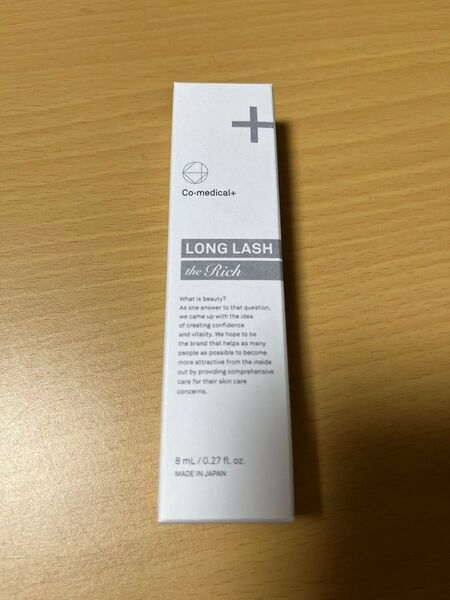 Co-medical+
LONG LASH
the Rich
What is beauty?
As one answer to that question,
we came up with the idea
of creating confidence
and vitality. We hope to be
the brand that helps as many
people as possible to become
more attractive from the inside
out by providing comprehensive
care for their skin care
concerns.
8 mL / 0.27 fl. oz.
MADE IN JAPAN